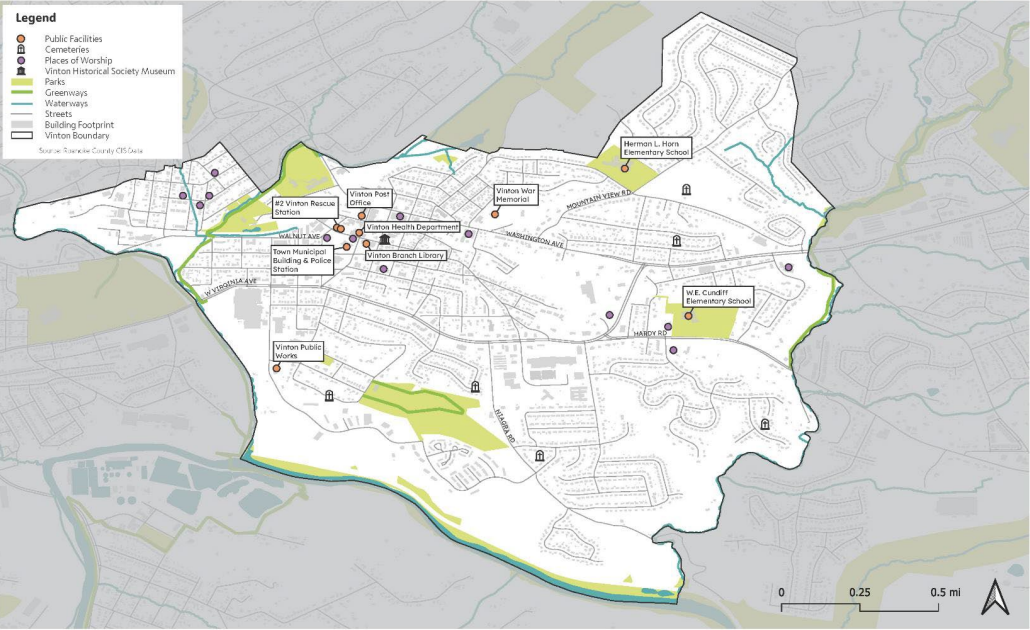 Legend
Public Facilities
Cemeteries
Places of Worship
Vinton Historical Society Museum
Parks
Greenways
Waterways
Streets
Building Footprint
Vinton Boundary
Source: Roanoke County GIS Data
Herman L. Horn
Elementary School
MOUNTAIN VIEW RD
Vinton War
Memorial
Vinton Post
Office
#2 Vinton Rescue
Station
Vinton Health Department
WALNUT AVE
WASHINGTON AVE
Town Municipal
Building & Police
Station
Vinton Branch Library
W VIRGINIA AVE
W.E. Cundiff
Elementary School
HARDY RD
Vinton Public
Works
NIAGRA RD
0
0.25
0.5 mi